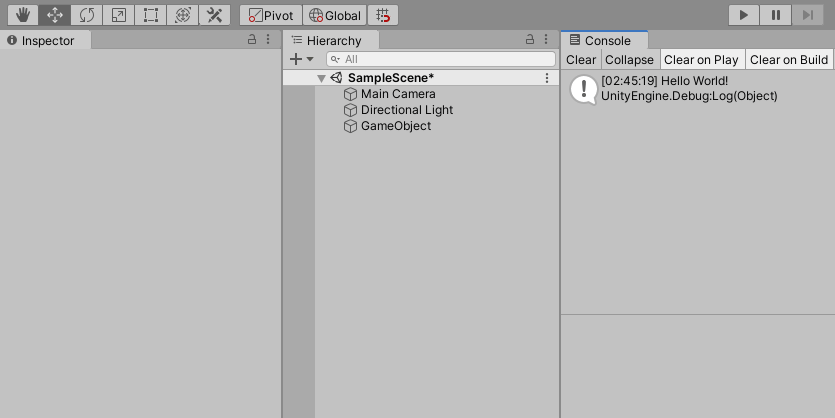 Pivot Global
Inspector
Hierarchy
Console
All
Clear Collapse Clear on Play Clear on Build
SampleScene*
Main Camera
Directional Light
GameObject
[02:45:19] Hello World!
UnityEngine.Debug:Log(Object)